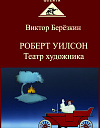 Виктор Берёзкин
РОБЕРТ УИЛСОН
Театр художника